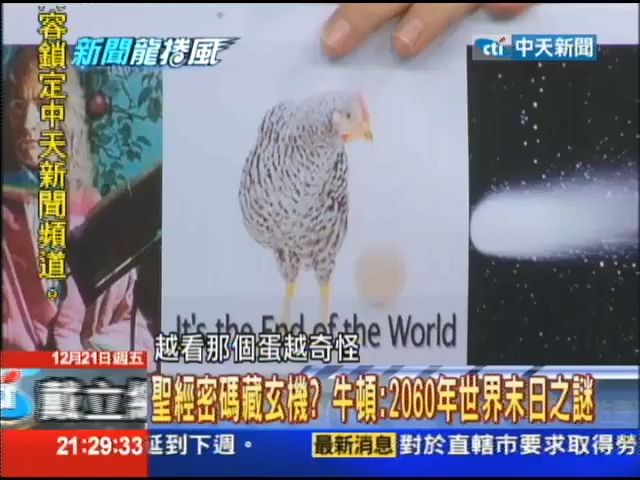 容鎖定中天新聞頻道。
新聞龍捲風
cti 中天新聞
It's the End of the World
越看那個蛋越奇怪
12月21日週五
聖經密碼藏玄機? 牛頓:2060年世界末日之謎
戴立
21:29:33
延到下週。
最新消息 對於直轄市要求取得勞